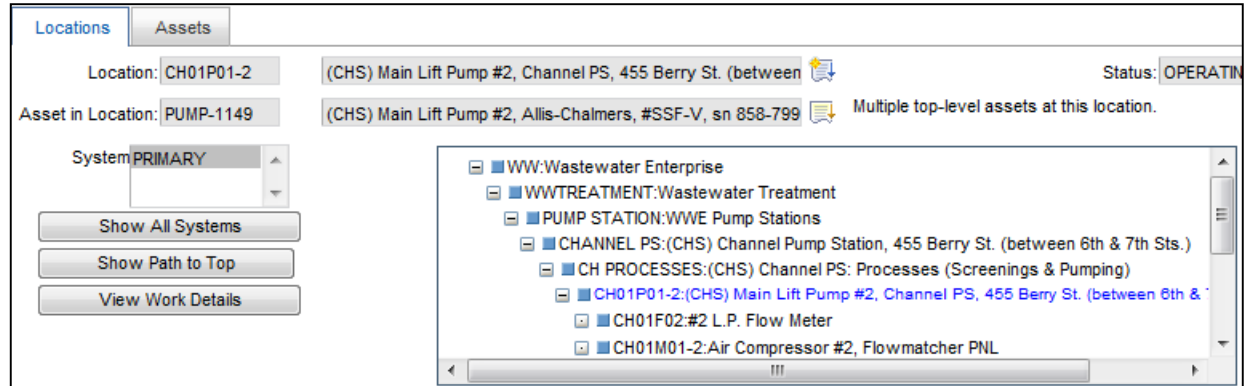 Locations Assets
Location: CH01P01-2 (CHS) Main Lift Pump #2, Channel PS, 455 Berry St. (between Status: OPERATIN
Asset in Location: PUMP-1149 (CHS) Main Lift Pump #2, Allis-Chalmers, #SSF-V, sn 858-799 Multiple top-level assets at this location.
System PRIMARY
Show All Systems
Show Path to Top
View Work Details
WW:Wastewater Enterprise
WWTREATMENT:Wastewater Treatment
PUMP STATION:WWE Pump Stations
CHANNEL PS:(CHS) Channel Pump Station, 455 Berry St. (between 6th & 7th Sts.)
CH PROCESSES:(CHS) Channel PS: Processes (Screenings & Pumping)
CH01P01-2:(CHS) Main Lift Pump #2, Channel PS, 455 Berry St. (between 6th &
CH01F02:#2 L.P. Flow Meter
CH01M01-2:Air Compressor #2, Flowmatcher PNL